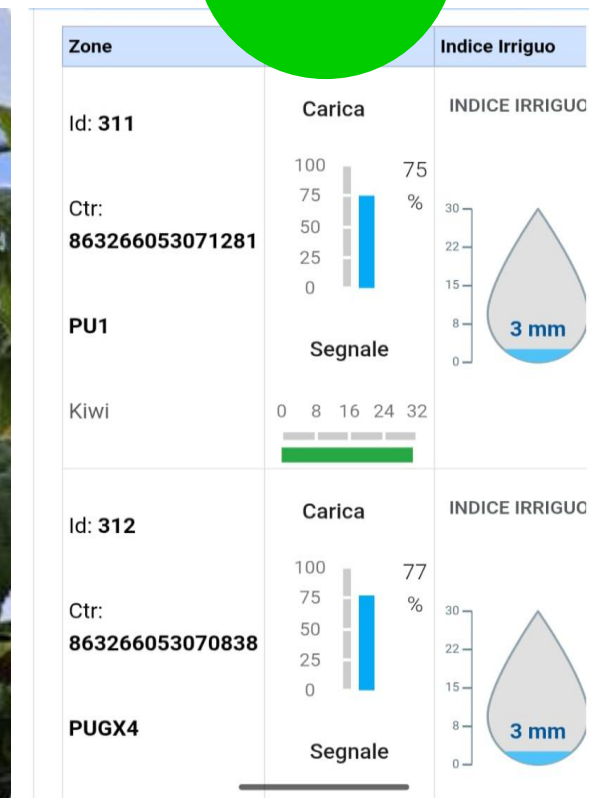 Zone
Indice Irriguo
Id: 311
Ctr:
863266053071281
PU1
Kiwi
Carica
100
75
50
25
0
75
%
Segnale
0 8 16 24 32
INDICE IRRIGUO
30
22
15
8
0
3 mm
Id: 312
Ctr:
863266053070838
PUGX4
Carica
100
75
50
25
0
77
%
Segnale
INDICE IRRIGUO
30
22
15
8
0
3 mm